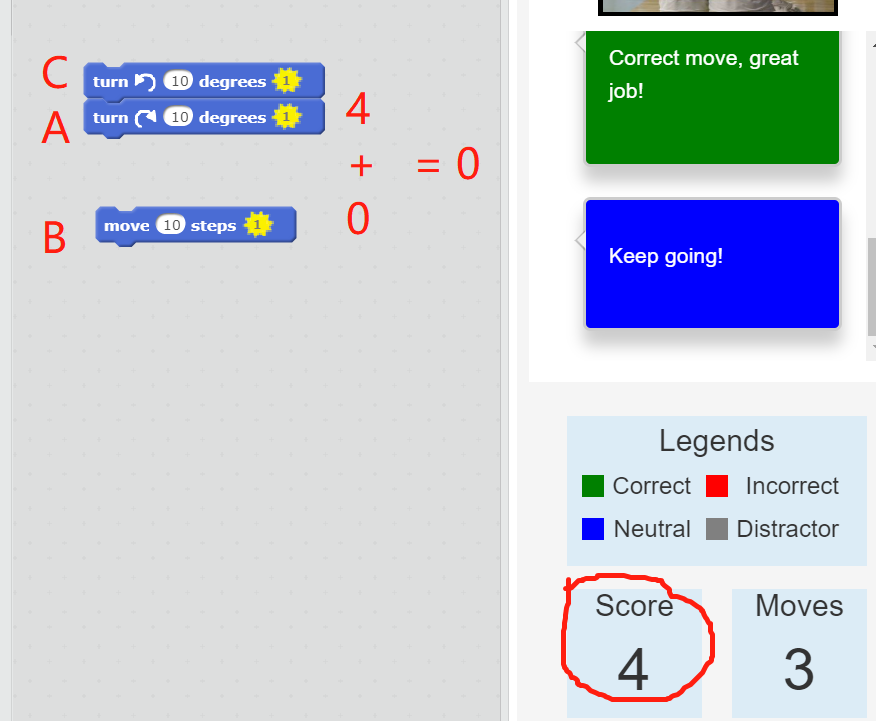 C
turn 10 degrees 1
A
turn 10 degrees 1
4
+ = 0
0
B
move 10 steps 1
Correct move, great
job!
Keep going!
Legends
Correct Incorrect
Neutral Distractor
Score
4
Moves
3